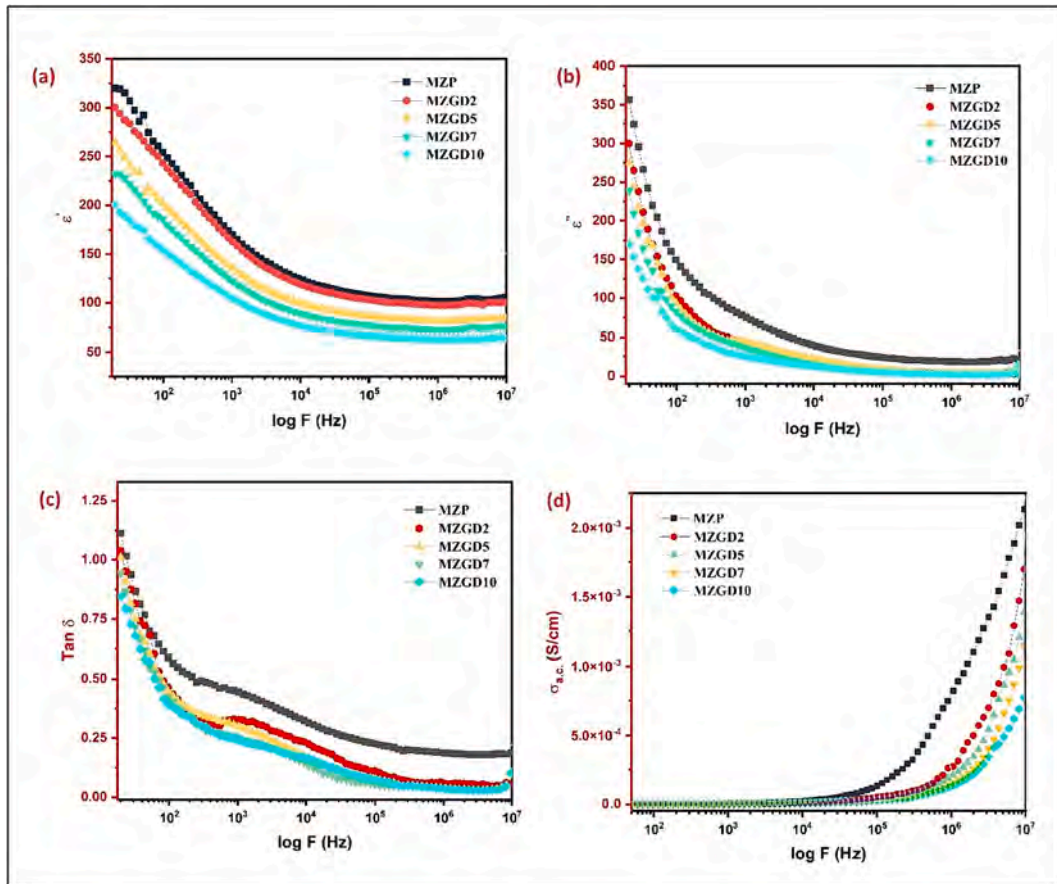 (a)
350
300
250
200
150
100
50
ε'
MZP
MZGD2
MZGD5
MZGD7
MZGD10
10² 10³ 10⁴ 10⁵ 10⁶ 10⁷
log F (Hz)
(b)
400
350
300
250
200
150
100
50
0
ε"
MZP
MZGD2
MZGD5
MZGD7
MZGD10
10² 10³ 10⁴ 10⁵ 10⁶ 10⁷
log F (Hz)
(c)
1.25
1.00
0.75
0.50
0.25
0.00
Tan δ
MZP
MZGD2
MZGD5
MZGD7
MZGD10
10² 10³ 10⁴ 10⁵ 10⁶ 10⁷
log F (Hz)
(d)
2.0×10⁻³
1.5×10⁻³
1.0×10⁻³
5.0×10⁻⁴
0.0
σa.c. (S/cm)
MZP
MZGD2
MZGD5
MZGD7
MZGD10
10² 10³ 10⁴ 10⁵ 10⁶ 10⁷
log F (Hz)